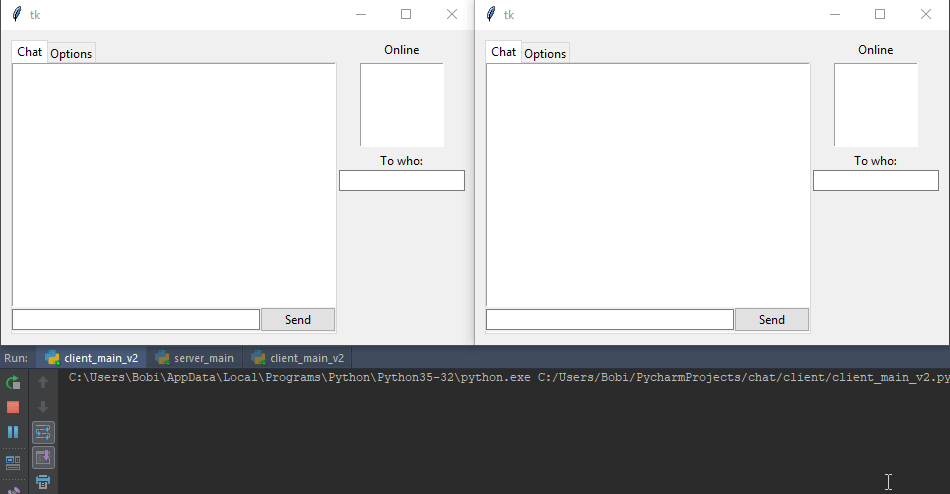 tk
Chat Options
Online
To who:
Send
tk
Chat Options
Online
To who:
Send
Run: client_main_v2 server_main client_main_v2
C:\Users\Bobi\AppData\Local\Programs\Python\Python35-32\python.exe C:/Users/Bobi/PycharmProjects/chat/client/client_main_v2.py